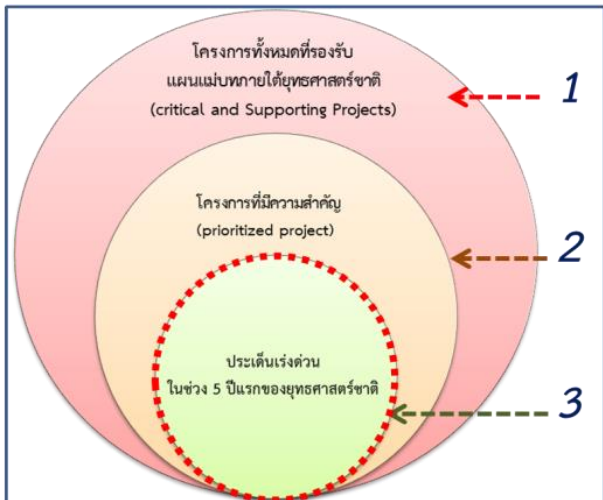 โครงการทั้งหมดที่รองรับ
แผนแม่บทภายใต้ยุทธศาสตร์ชาติ
(critical and Supporting Projects)
1
โครงการที่มีความสำคัญ
(prioritized project)
2
ประเด็นเร่งด่วน
ในช่วง 5 ปีแรกของยุทธศาสตร์ชาติ
3